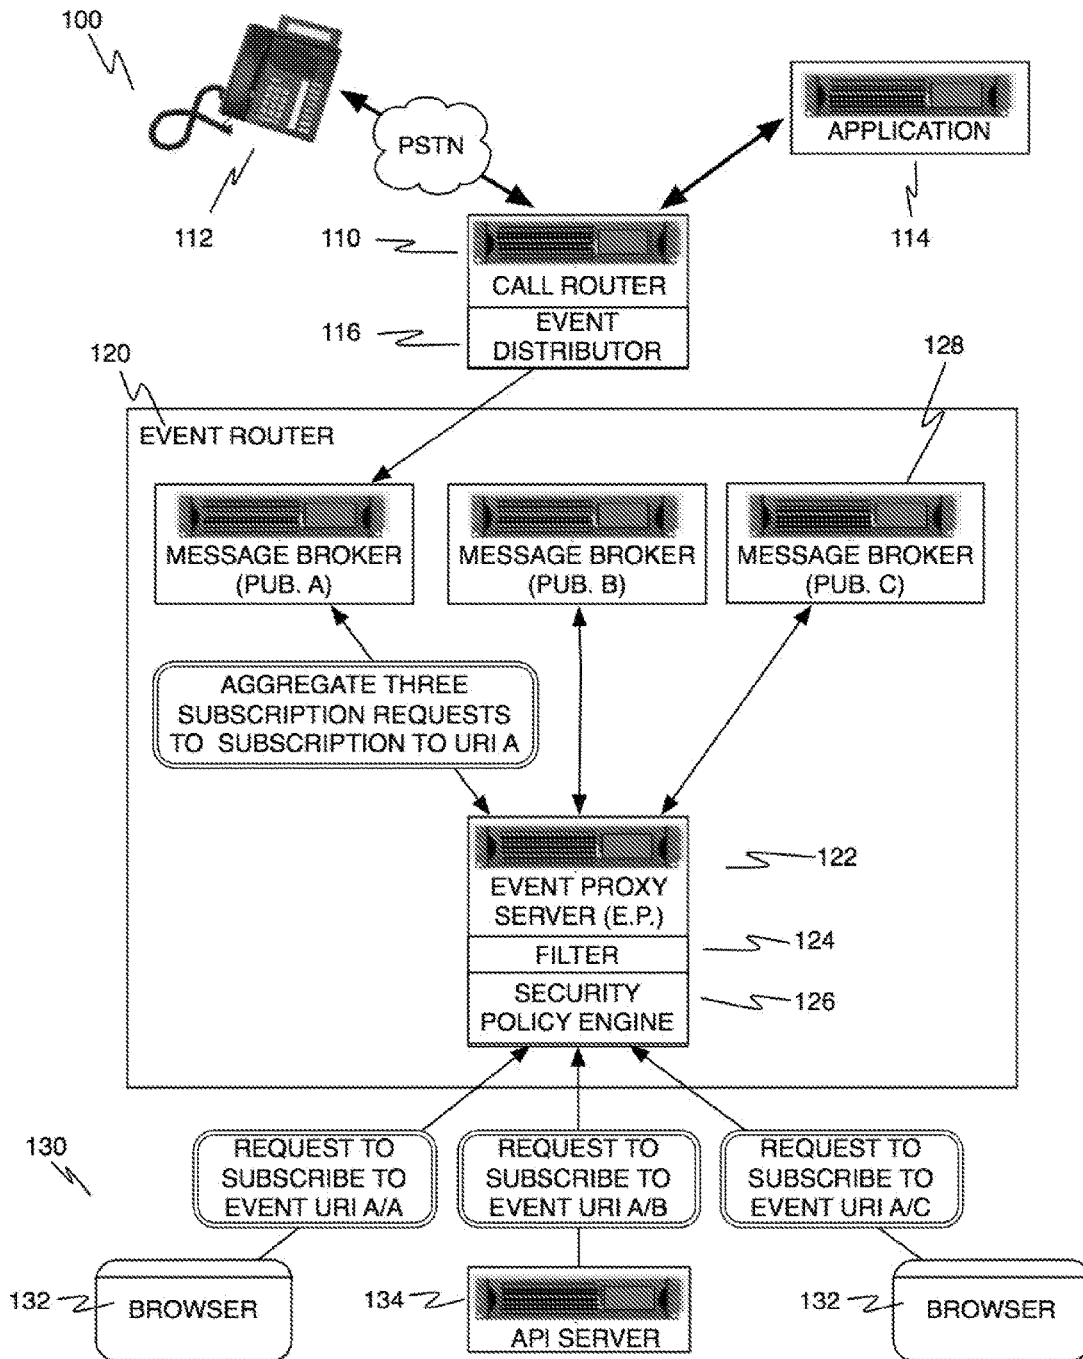 100
PSTN
APPLICATION
112
110
114
CALL ROUTER
116
EVENT
DISTRIBUTOR
120
128
EVENT ROUTER
MESSAGE BROKER
(PUB. A)
MESSAGE BROKER
(PUB. B)
MESSAGE BROKER
(PUB. C)
AGGREGATE THREE
SUBSCRIPTION REQUESTS
TO SUBSCRIPTION TO URI A
122
EVENT PROXY
SERVER (E.P.)
124
FILTER
126
SECURITY
POLICY ENGINE
130
REQUEST TO
SUBSCRIBE TO
EVENT URI A/A
REQUEST TO
SUBSCRIBE TO
EVENT URI A/B
REQUEST TO
SUBSCRIBE TO
EVENT URI A/C
132
BROWSER
134
API SERVER
132
BROWSER